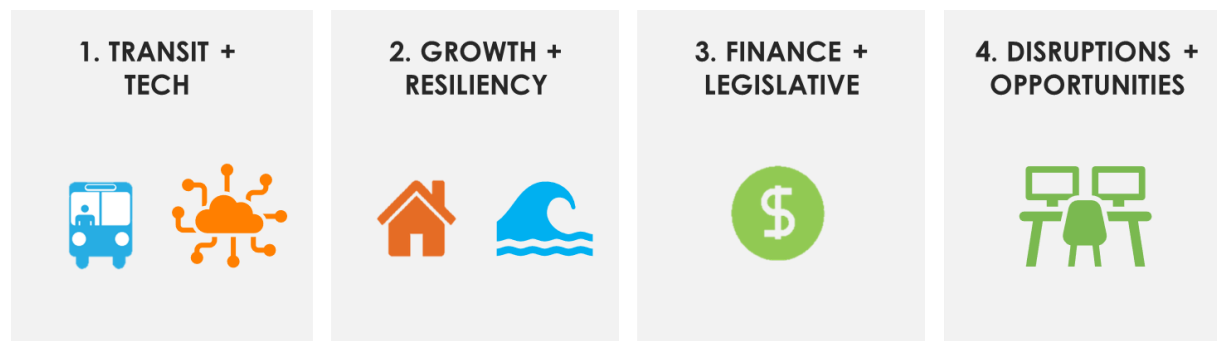 1. TRANSIT +
TECH
2. GROWTH +
RESILIENCY
3. FINANCE +
LEGISLATIVE
$
4. DISRUPTIONS +
OPPORTUNITIES